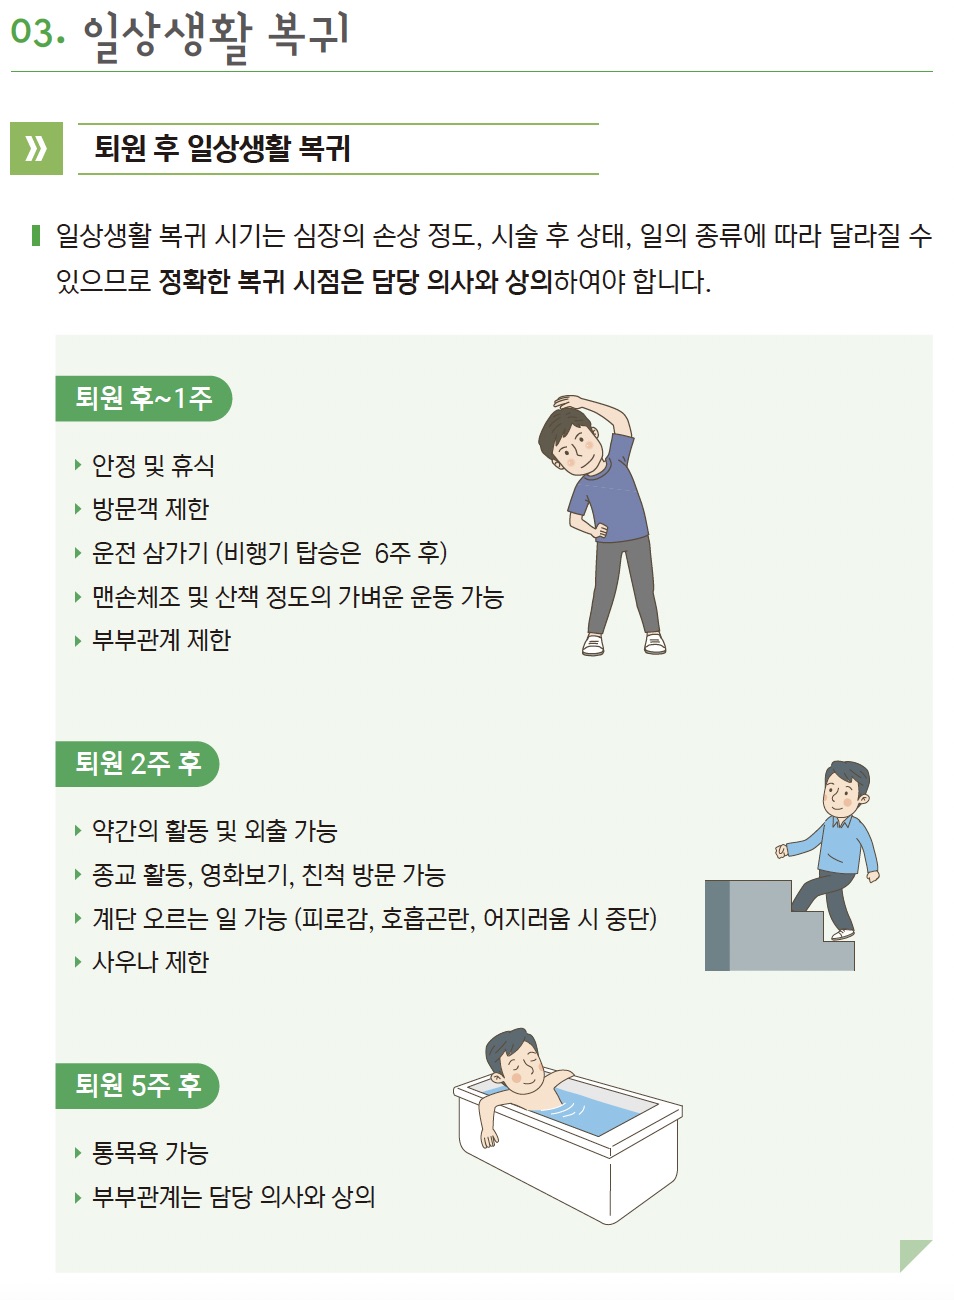 03. 일상생활 복귀
퇴원 후 일상생활 복귀
일상생활 복귀 시기는 심장의 손상 정도, 시술 후 상태, 일의 종류에 따라 달라질 수
있으므로 정확한 복귀 시점은 담당 의사와 상의하여야 합니다.
퇴원 후~1주
안정 및 휴식
방문객 제한
운전 삼가기 (비행기 탑승은 6주 후)
맨손체조 및 산책 정도의 가벼운 운동 가능
부부관계 제한
퇴원 2주 후
약간의 활동 및 외출 가능
종교 활동, 영화보기, 친척 방문 가능
계단 오르는 일 가능 (피로감, 호흡곤란, 어지러움 시 중단)
사우나 제한
퇴원 5주 후
통목욕 가능
부부관계는 담당 의사와 상의